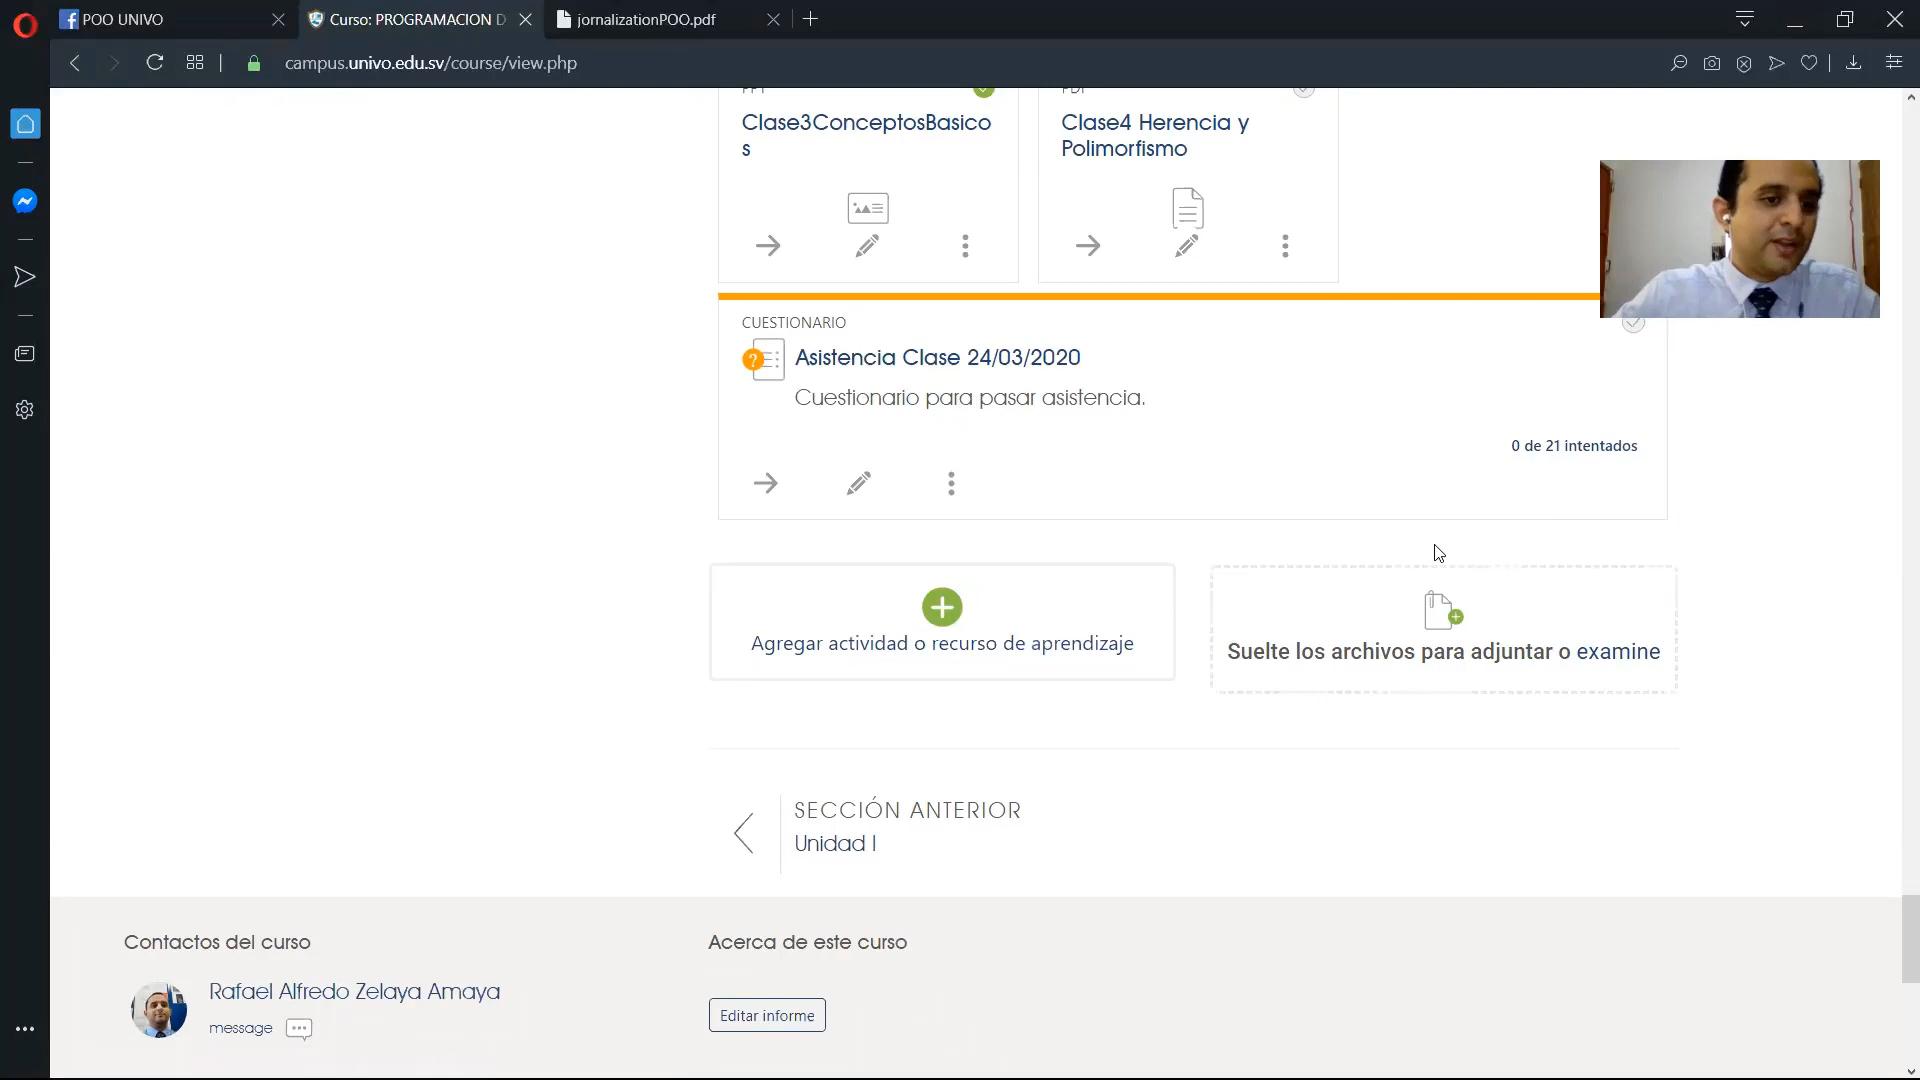 POO UNIVO
Curso: PROGRAMACION D
jornalizationPOO.pdf
campus.univo.edu.sv/course/view.php
PPT
PDF
Clase3ConceptosBasico
s
Clase4 Herencia y
Polimorfismo
CUESTIONARIO
Asistencia Clase 24/03/2020
Cuestionario para pasar asistencia.
0 de 21 intentados
Agregar actividad o recurso de aprendizaje
Suelte los archivos para adjuntar o examine
SECCIÓN ANTERIOR
Unidad I
Contactos del curso
Acerca de este curso
Rafael Alfredo Zelaya Amaya
message
Editar informe